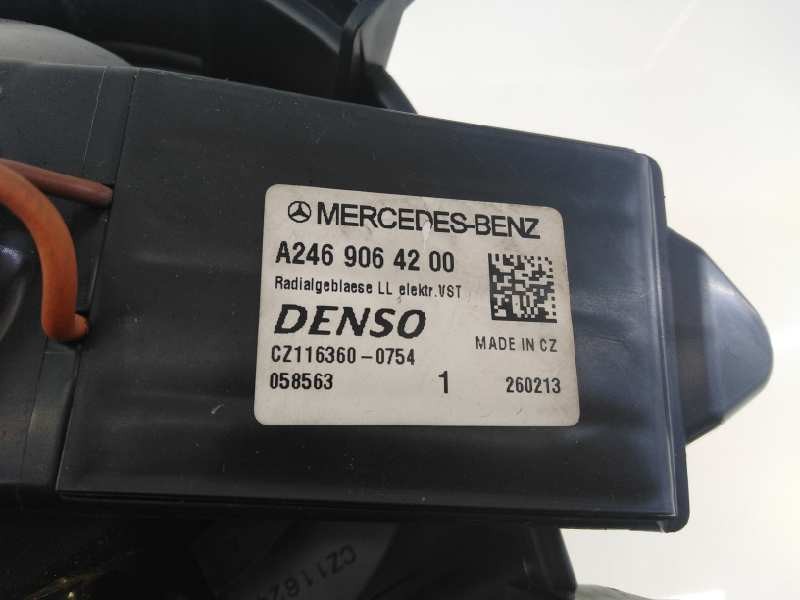 MERCEDES-BENZ
A246 906 42 00
Radialgeblaese LL elektr.VST
DENSO
MADE IN CZ
CZ116360-0754
058563 1 260213